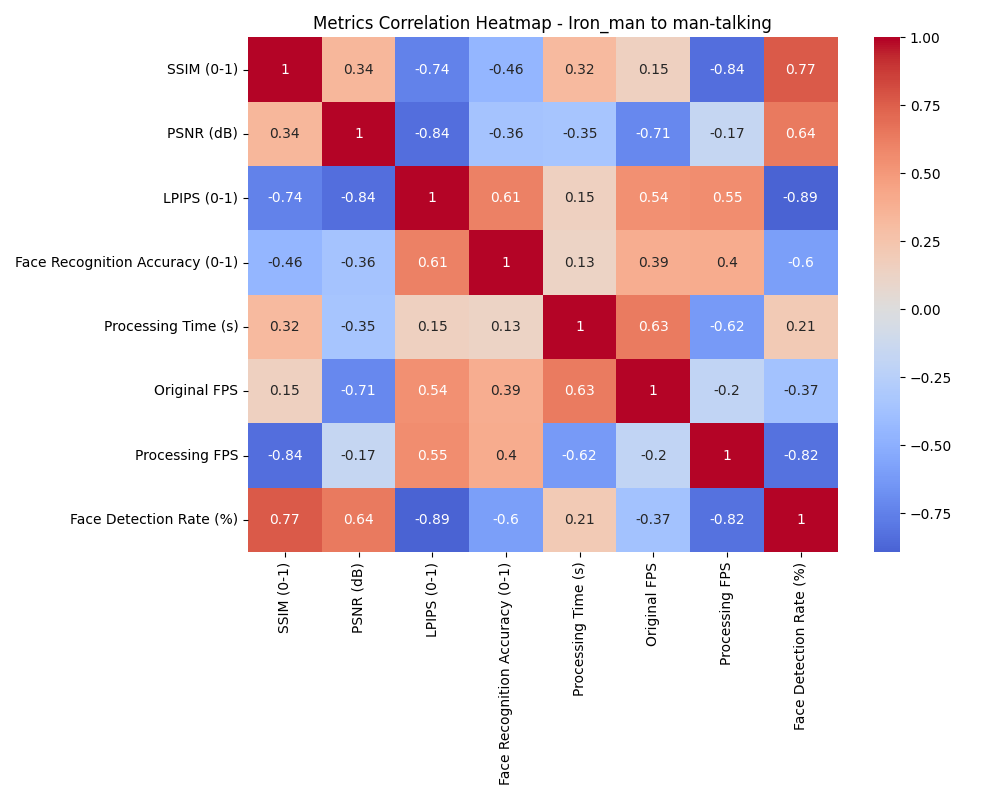 Metrics Correlation Heatmap - Iron_man to man-talking
SSIM (0-1) 1 0.34 -0.74 -0.46 0.32 0.15 -0.84 0.77
PSNR (dB) 0.34 1 -0.84 -0.36 -0.35 -0.71 -0.17 0.64
LPIPS (0-1) -0.74 -0.84 1 0.61 0.15 0.54 0.55 -0.89
Face Recognition Accuracy (0-1) -0.46 -0.36 0.61 1 0.13 0.39 0.4 -0.6
Processing Time (s) 0.32 -0.35 0.15 0.13 1 0.63 -0.62 0.21
Original FPS 0.15 -0.71 0.54 0.39 0.63 1 -0.2 -0.37
Processing FPS -0.84 -0.17 0.55 0.4 -0.62 -0.2 1 -0.82
Face Detection Rate (%) 0.77 0.64 -0.89 -0.6 0.21 -0.37 -0.82 1
SSIM (0-1)
PSNR (dB)
LPIPS (0-1)
Face Recognition Accuracy (0-1)
Processing Time (s)
Original FPS
Processing FPS
Face Detection Rate (%)
1.00
0.75
0.50
0.25
0.00
−0.25
−0.50
−0.75